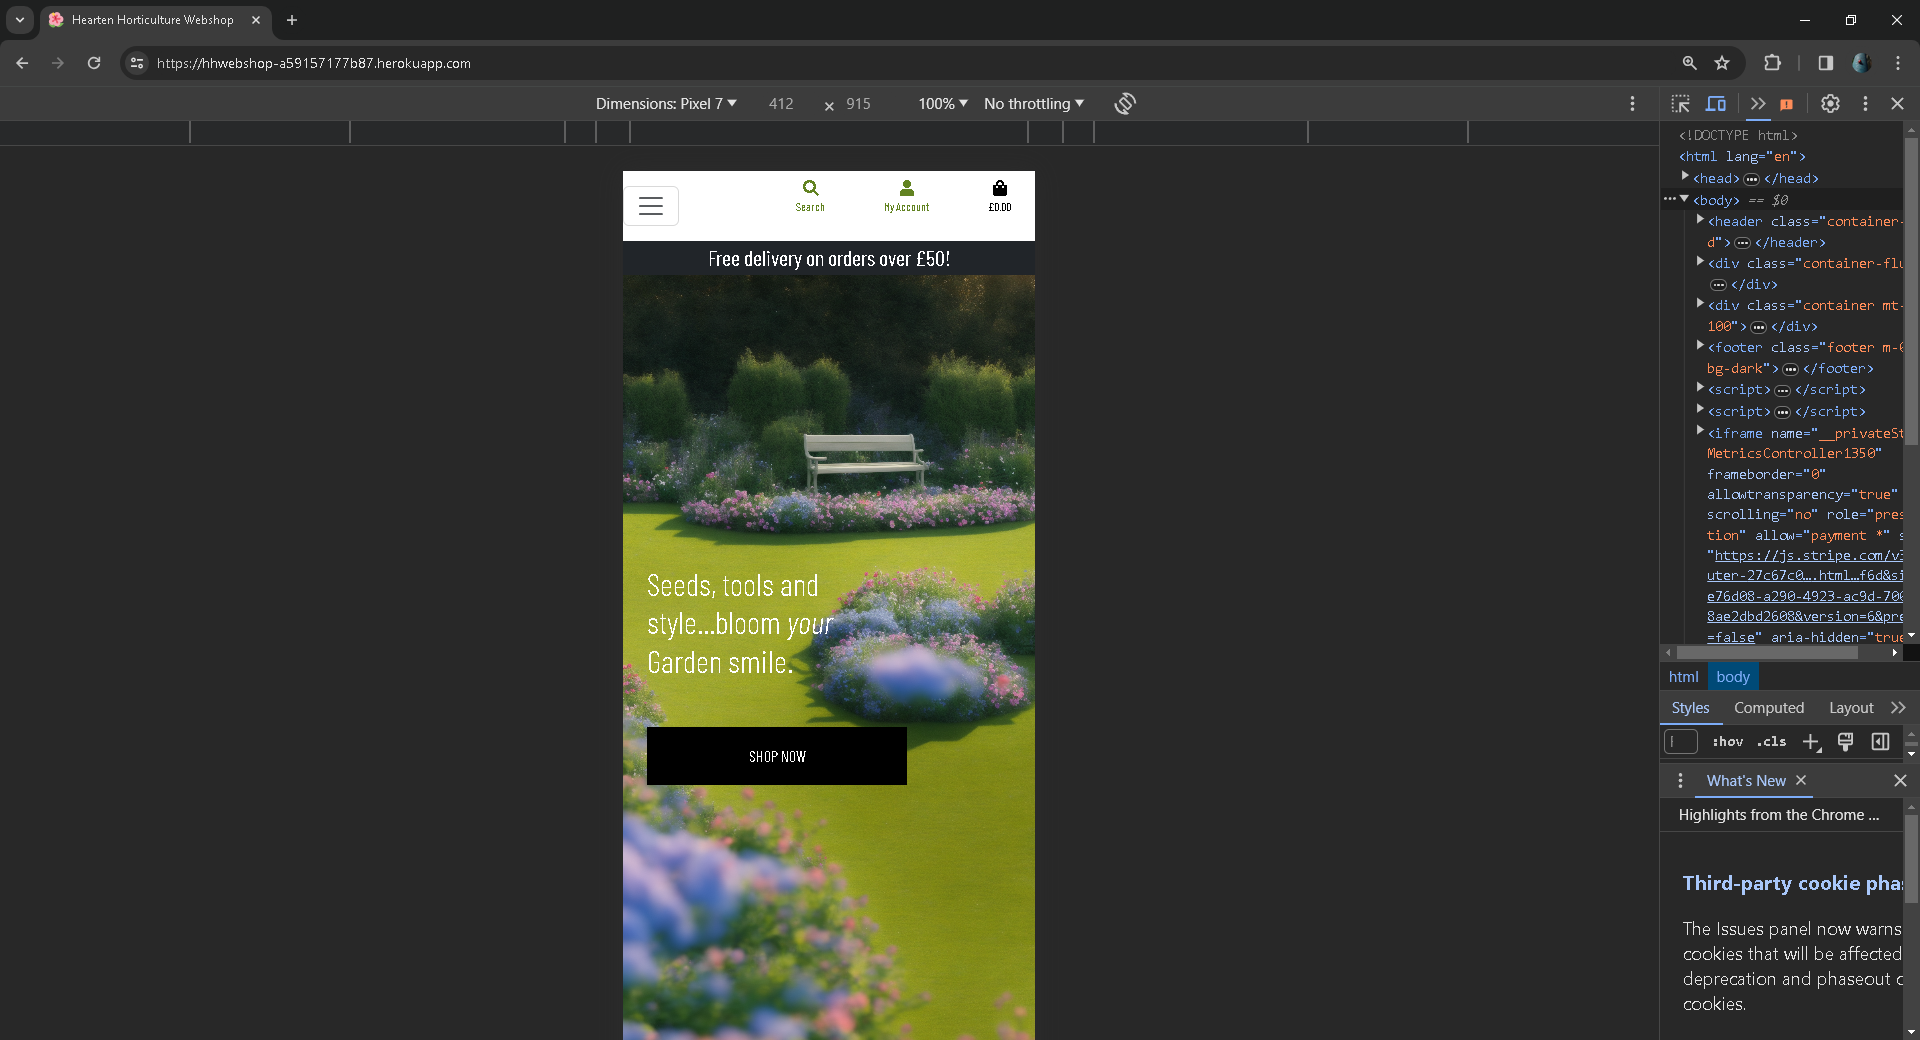 Hearten Horticulture Webshop
https://hhwebshop-a59157177b87.herokuapp.com
Dimensions: Pixel 7 412 × 915 100% No throttling
Search My Account £0.00
Free delivery on orders over £50!
Seeds, tools and
style...bloom your
Garden smile.
SHOP NOW
<!DOCTYPE html>
<html lang="en">
<head> ••• </head>
••• <body> == $0
<header class="container-
d"> ••• </header>
<div class="container-flu
••• </div>
<div class="container mt-
100"> ••• </div>
<footer class="footer m-0
bg-dark"> ••• </footer>
<script> ••• </script>
<script> ••• </script>
<iframe name="__privateSt
MetricsController1350"
frameborder="0"
allowtransparency="true"
scrolling="no" role="pres
tion" allow="payment *" s
"https://js.stripe.com/v3
uter-27c67c0….html…f6d&si
e76d08-a290-4923-ac9d-700
8ae2dbd2608&version=6&pre
=false" aria-hidden="true
html body
Styles Computed Layout
:hov .cls
What's New
Highlights from the Chrome ...
Third-party cookie phas
The Issues panel now warns
cookies that will be affected
deprecation and phaseout o
cookies.